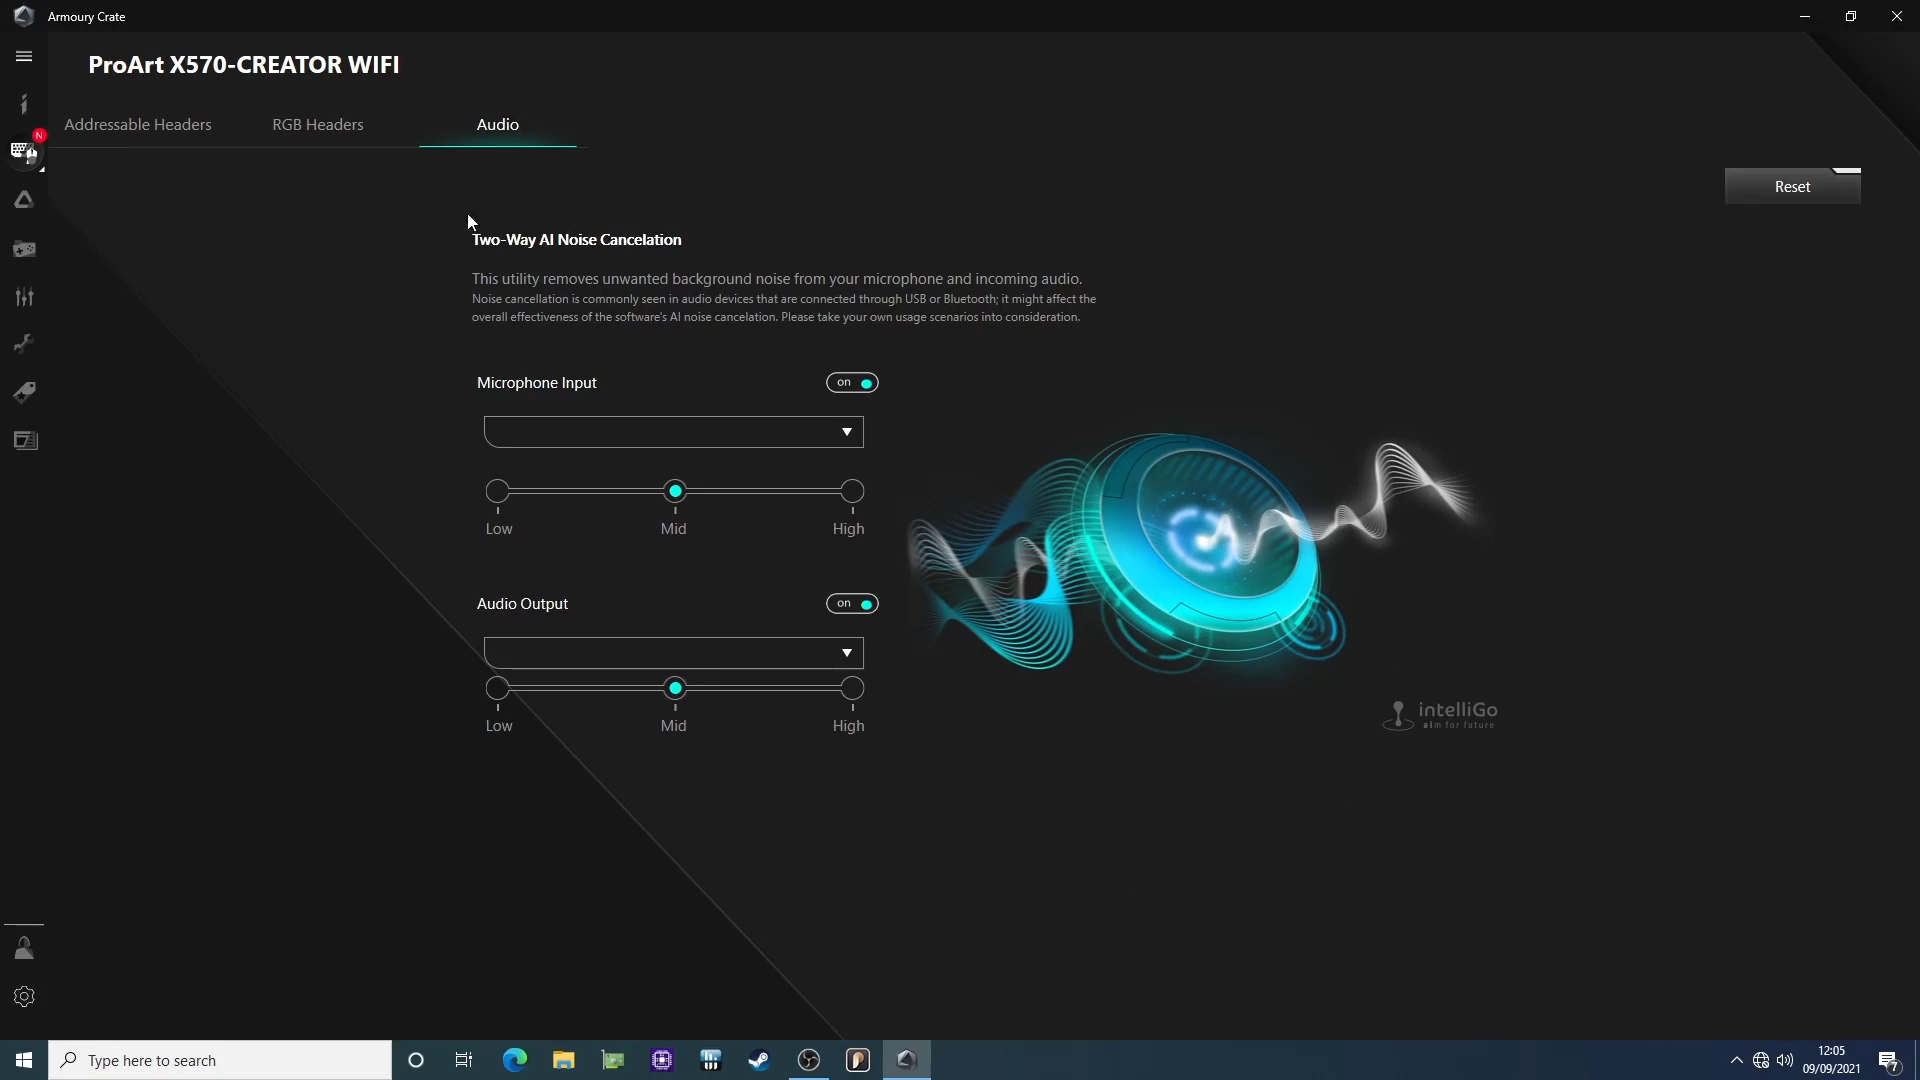 Armoury Crate
ProArt X570-CREATOR WIFI
Addressable Headers
RGB Headers
Audio
N
Reset
Two-Way AI Noise Cancelation
This utility removes unwanted background noise from your microphone and incoming audio.
Noise cancellation is commonly seen in audio devices that are connected through USB or Bluetooth; it might affect the
overall effectiveness of the software's AI noise cancelation. Please take your own usage scenarios into consideration.
Microphone Input
on
Low
Mid
High
Audio Output
on
Low
Mid
High
intelliGo
aim for future
Type here to search
12:05
09/09/2021
7